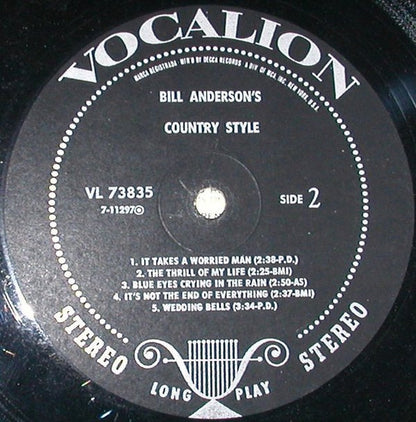 VOCALION
MARCA REGISTRADA · MFR'D BY DECCA RECORDS · A DIV. OF MCA, INC. NEW YORK, U.S.A.
BILL ANDERSON'S
COUNTRY STYLE
VL 73835
7-11297
SIDE 2
1. IT TAKES A WORRIED MAN (2:38-P.D.)
2. THE THRILL OF MY LIFE (2:25-BMI)
3. BLUE EYES CRYING IN THE RAIN (2:50-AS)
4. IT'S NOT THE END OF EVERYTHING (2:37-BMI)
5. WEDDING BELLS (3:34-P.D.)
STEREO
LONG PLAY
STEREO